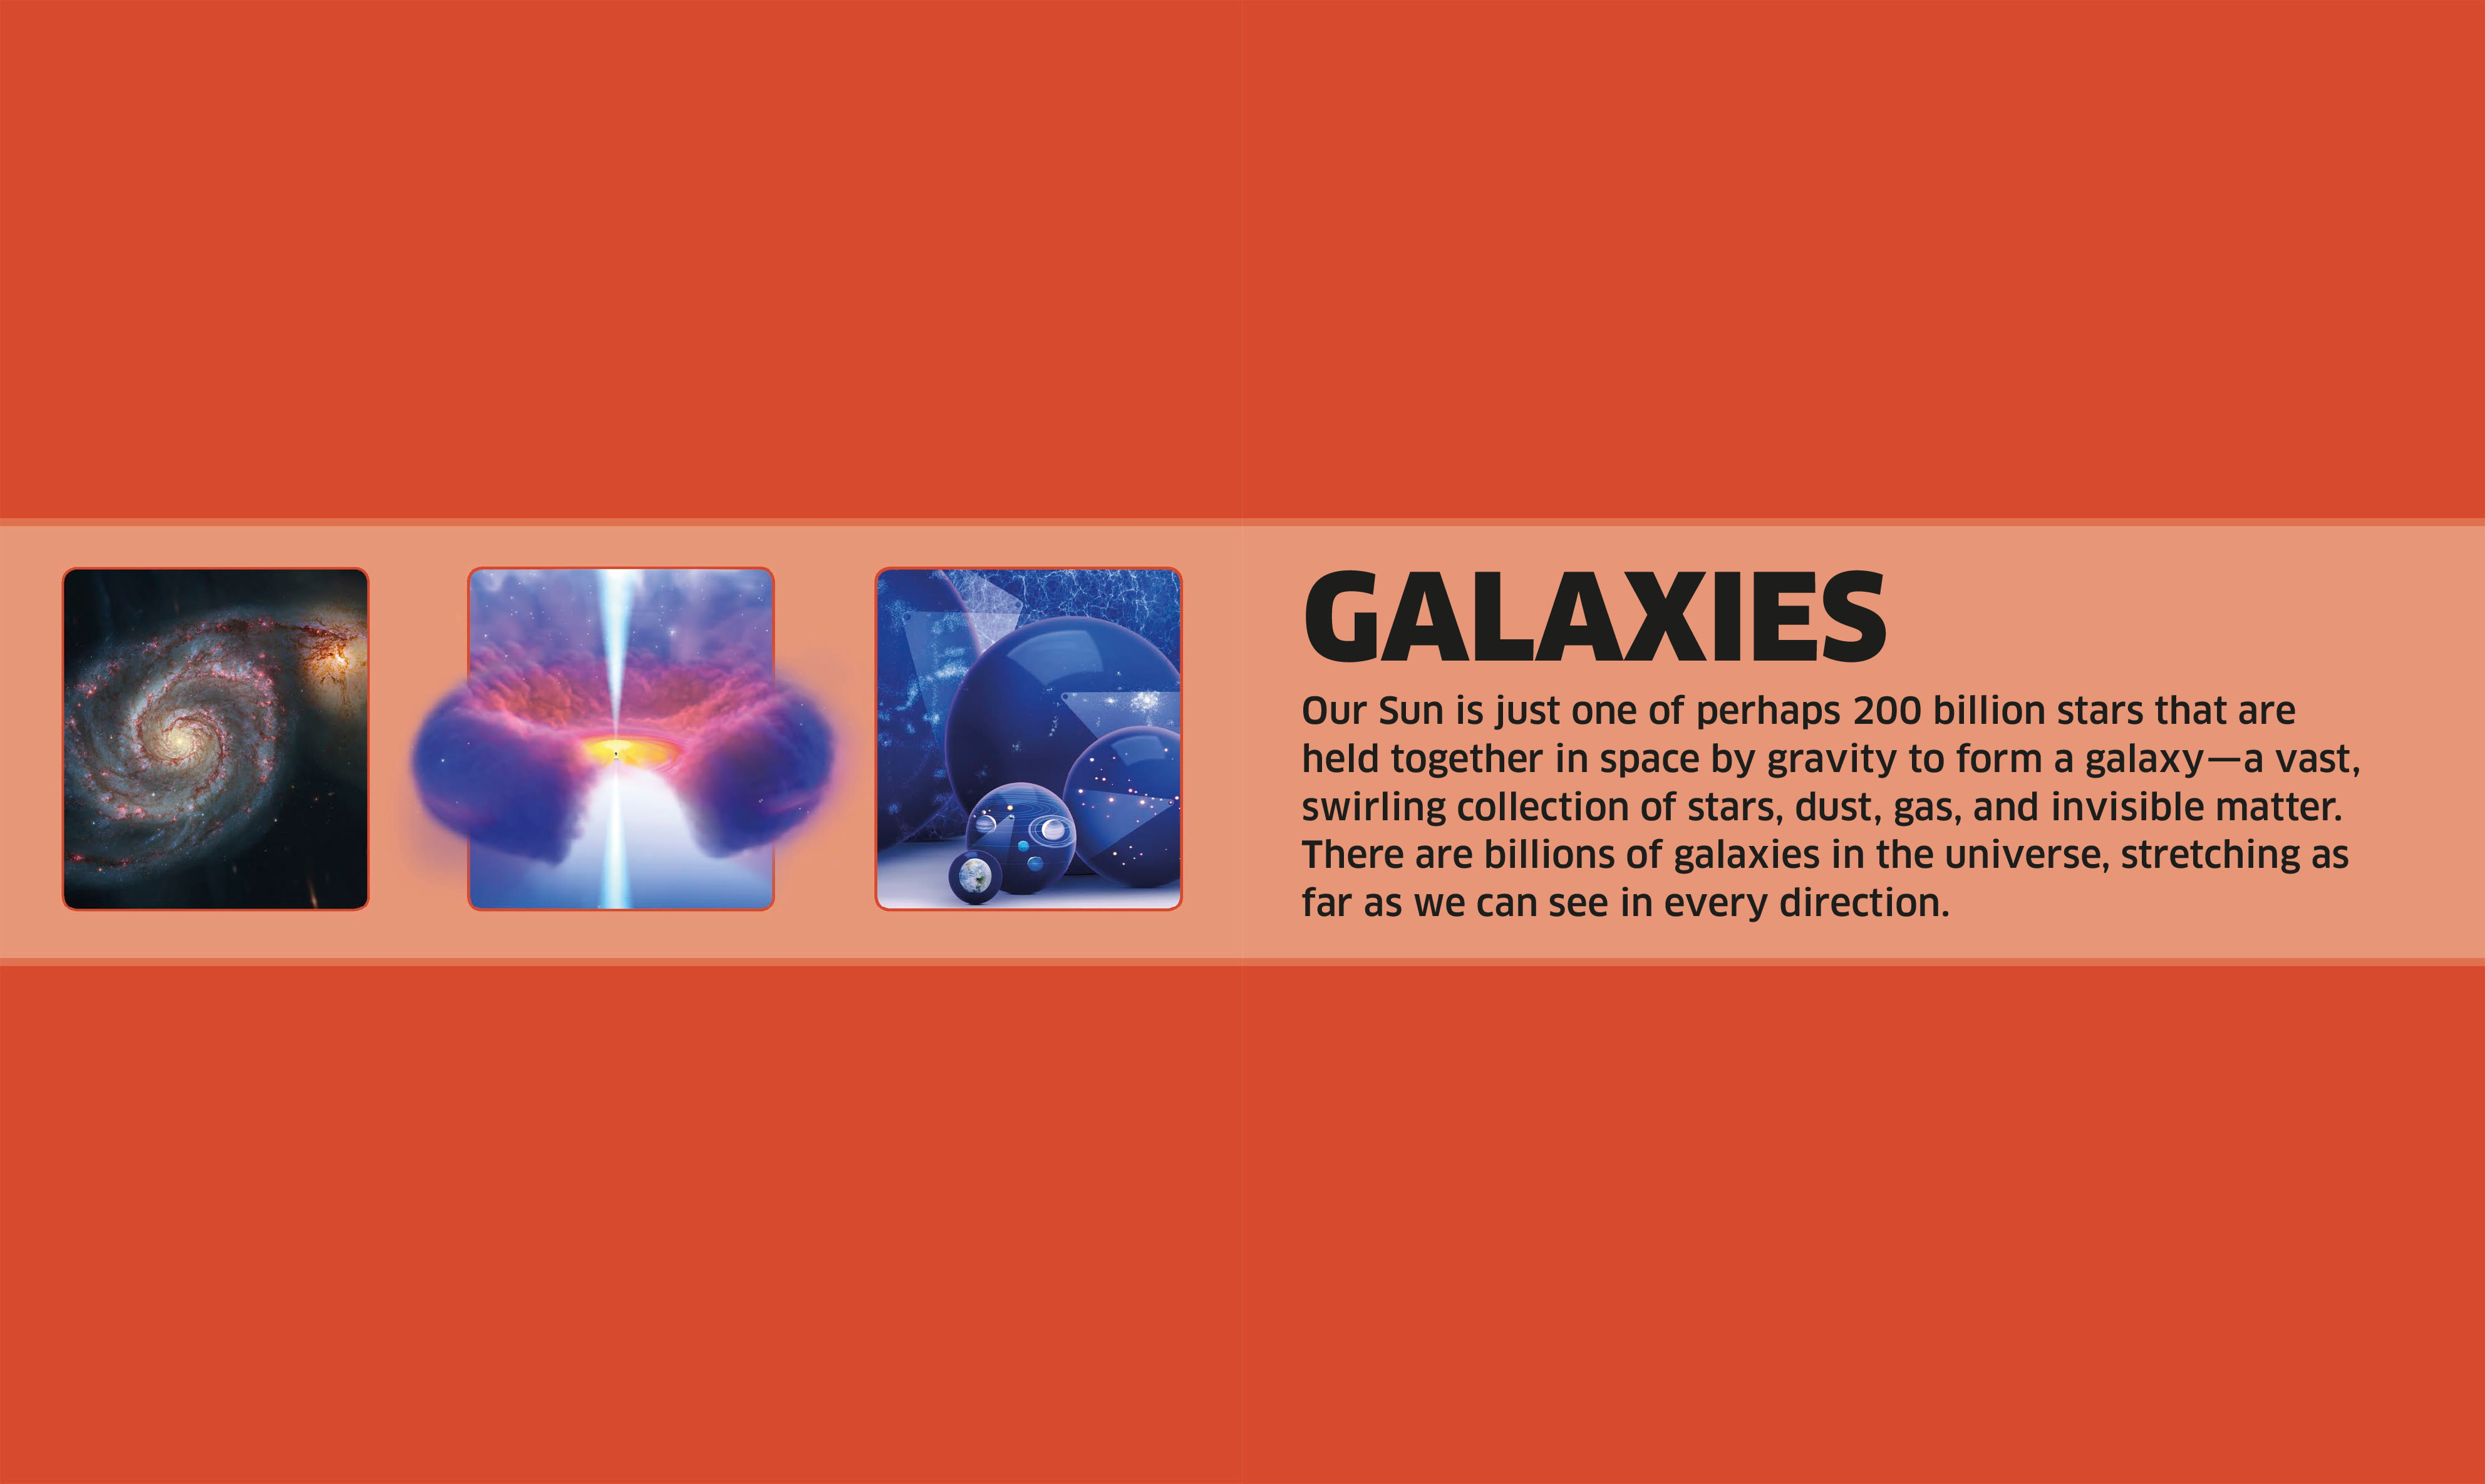 GALAXIES
Our Sun is just one of perhaps 200 billion stars that are
held together in space by gravity to form a galaxy—a vast,
swirling collection of stars, dust, gas, and invisible matter.
There are billions of galaxies in the universe, stretching as
far as we can see in every direction.